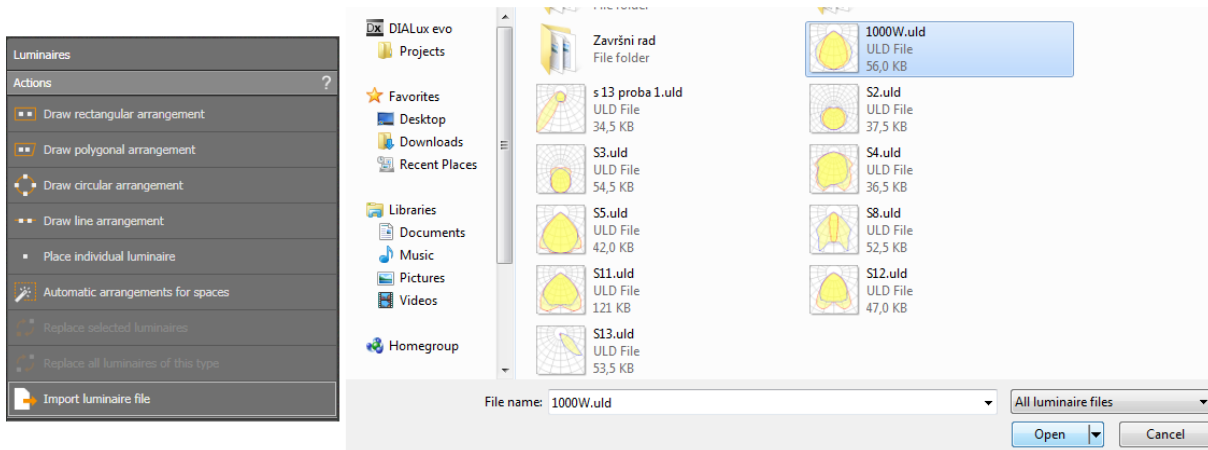 Luminaires
Actions ?
Draw rectangular arrangement
Draw polygonal arrangement
Draw circular arrangement
Draw line arrangement
Place individual luminaire
Automatic arrangements for spaces
Replace selected luminaires
Replace all luminaires of this type
Import luminaire file
Dx DIALux evo
Projects
Favorites
Desktop
Downloads
Recent Places
Libraries
Documents
Music
Pictures
Videos
Homegroup
File folder
Završni rad
File folder
1000W.uld
ULD File
56,0 KB
s 13 proba 1.uld
ULD File
34,5 KB
S2.uld
ULD File
37,5 KB
S3.uld
ULD File
54,5 KB
S4.uld
ULD File
36,5 KB
S5.uld
ULD File
42,0 KB
S8.uld
ULD File
52,5 KB
S11.uld
ULD File
121 KB
S12.uld
ULD File
47,0 KB
S13.uld
ULD File
53,5 KB
File name: 1000W.uld
All luminaire files
Open
Cancel